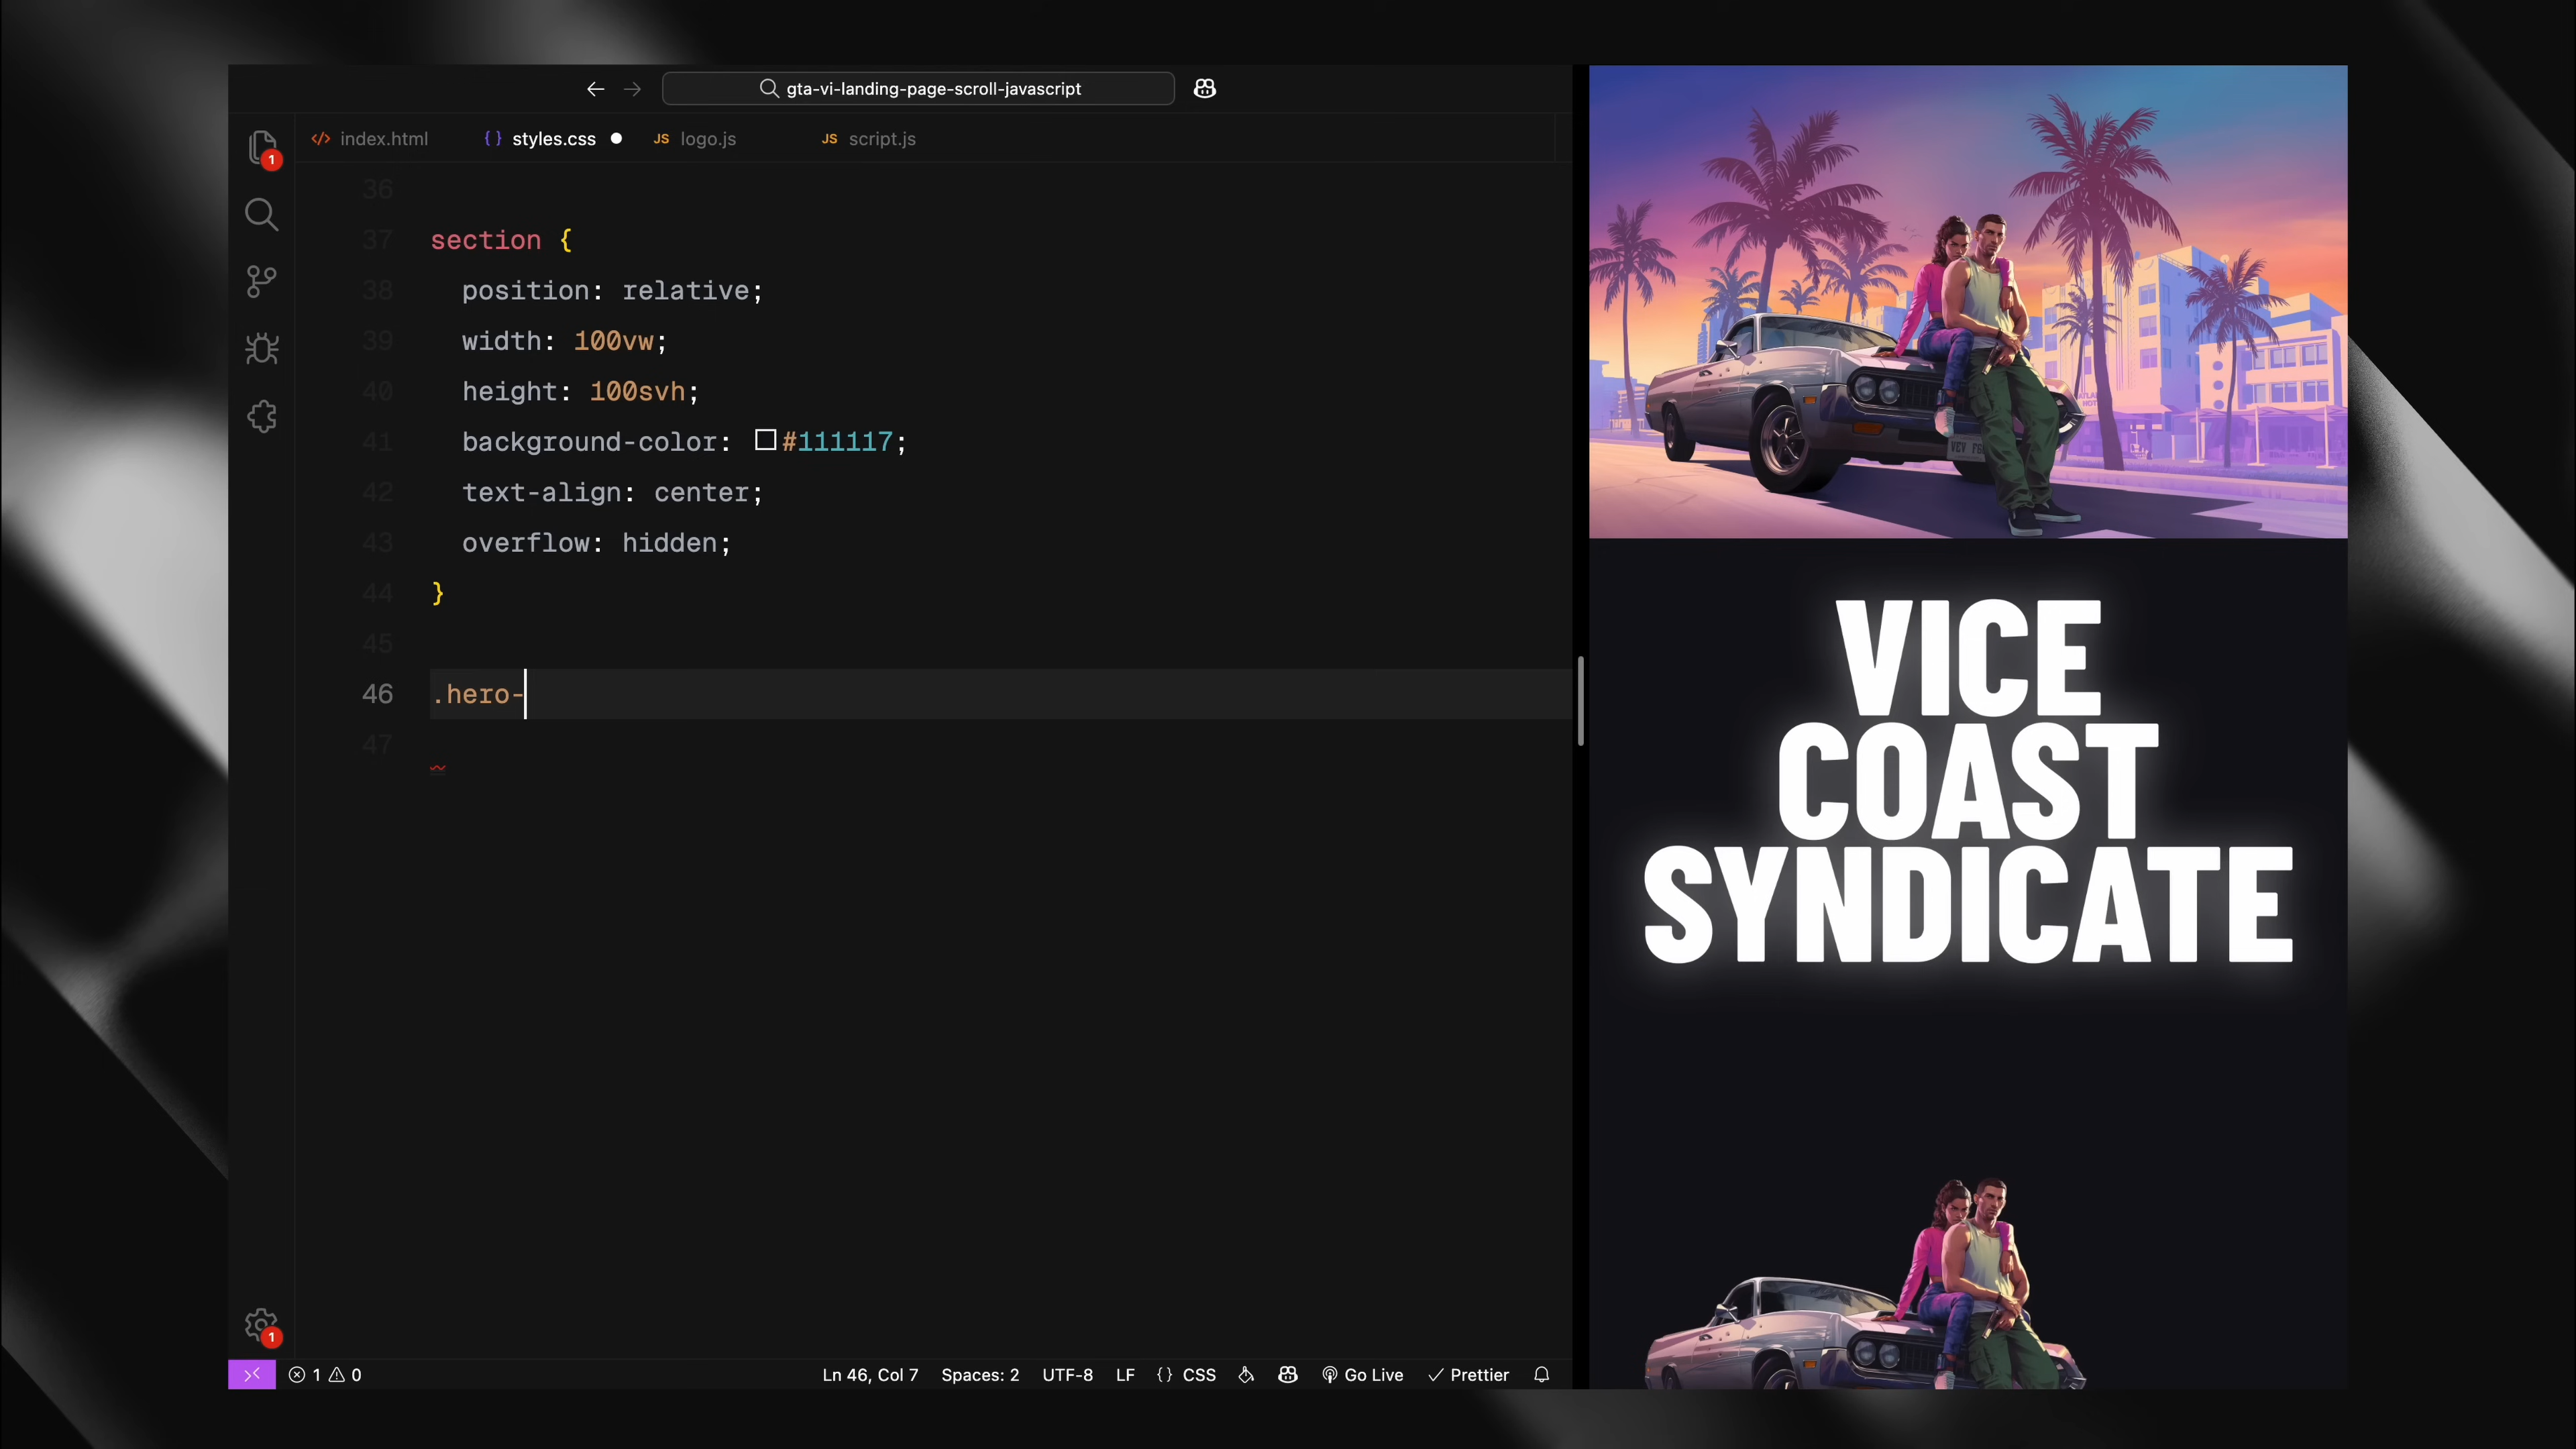 gta-vi-landing-page-scroll-javascript
1
</> index.html
{ } styles.css
JS logo.js
JS script.js
36
37 section {
38 position: relative;
39 width: 100vw;
40 height: 100svh;
41 background-color: #111117;
42 text-align: center;
43 overflow: hidden;
44 }
45
46 .hero-
47
1
1 0
Ln 46, Col 7
Spaces: 2
UTF-8
LF
{} CSS
Go Live
Prettier
VICE
COAST
SYNDICATE